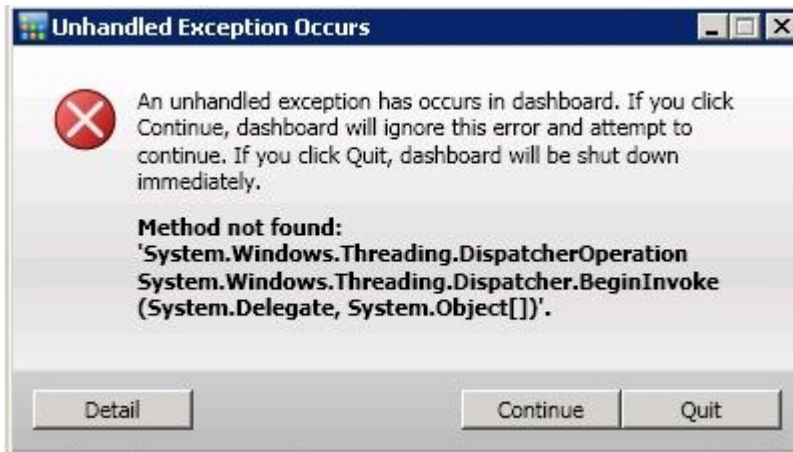 Unhandled Exception Occurs
An unhandled exception has occurs in dashboard. If you click
Continue, dashboard will ignore this error and attempt to
continue. If you click Quit, dashboard will be shut down
immediately.
Method not found:
'System.Windows.Threading.DispatcherOperation
System.Windows.Threading.Dispatcher.BeginInvoke
(System.Delegate, System.Object[])'.
Detail
Continue
Quit